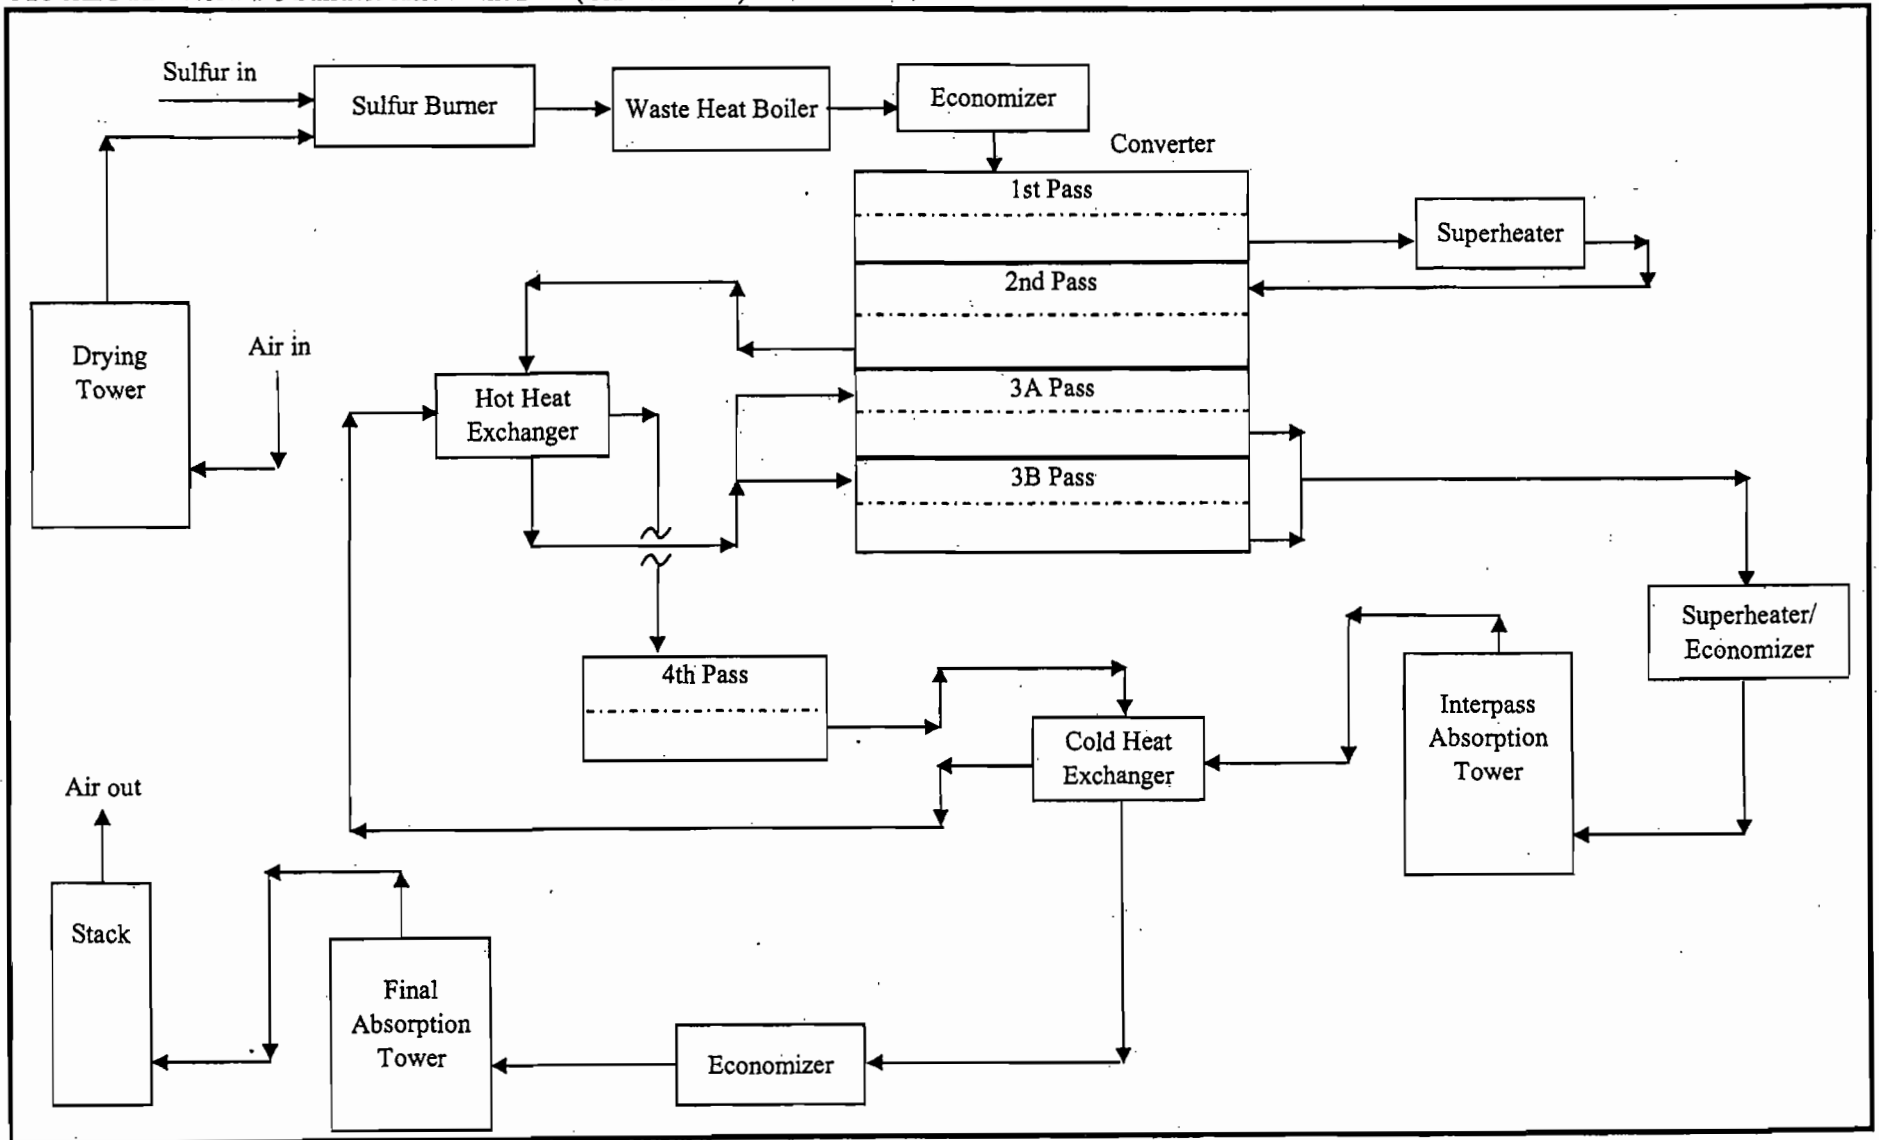 Sulfur in
Sulfur Burner
Waste Heat Boiler
Economizer
Converter
1st Pass
Superheater
2nd Pass
Drying
Tower
Air in
Hot Heat
Exchanger
3A Pass
3B Pass
Superheater/
Economizer
4th Pass
Interpass
Absorption
Tower
Cold Heat
Exchanger
Air out
Stack
Final
Absorption
Tower
Economizer